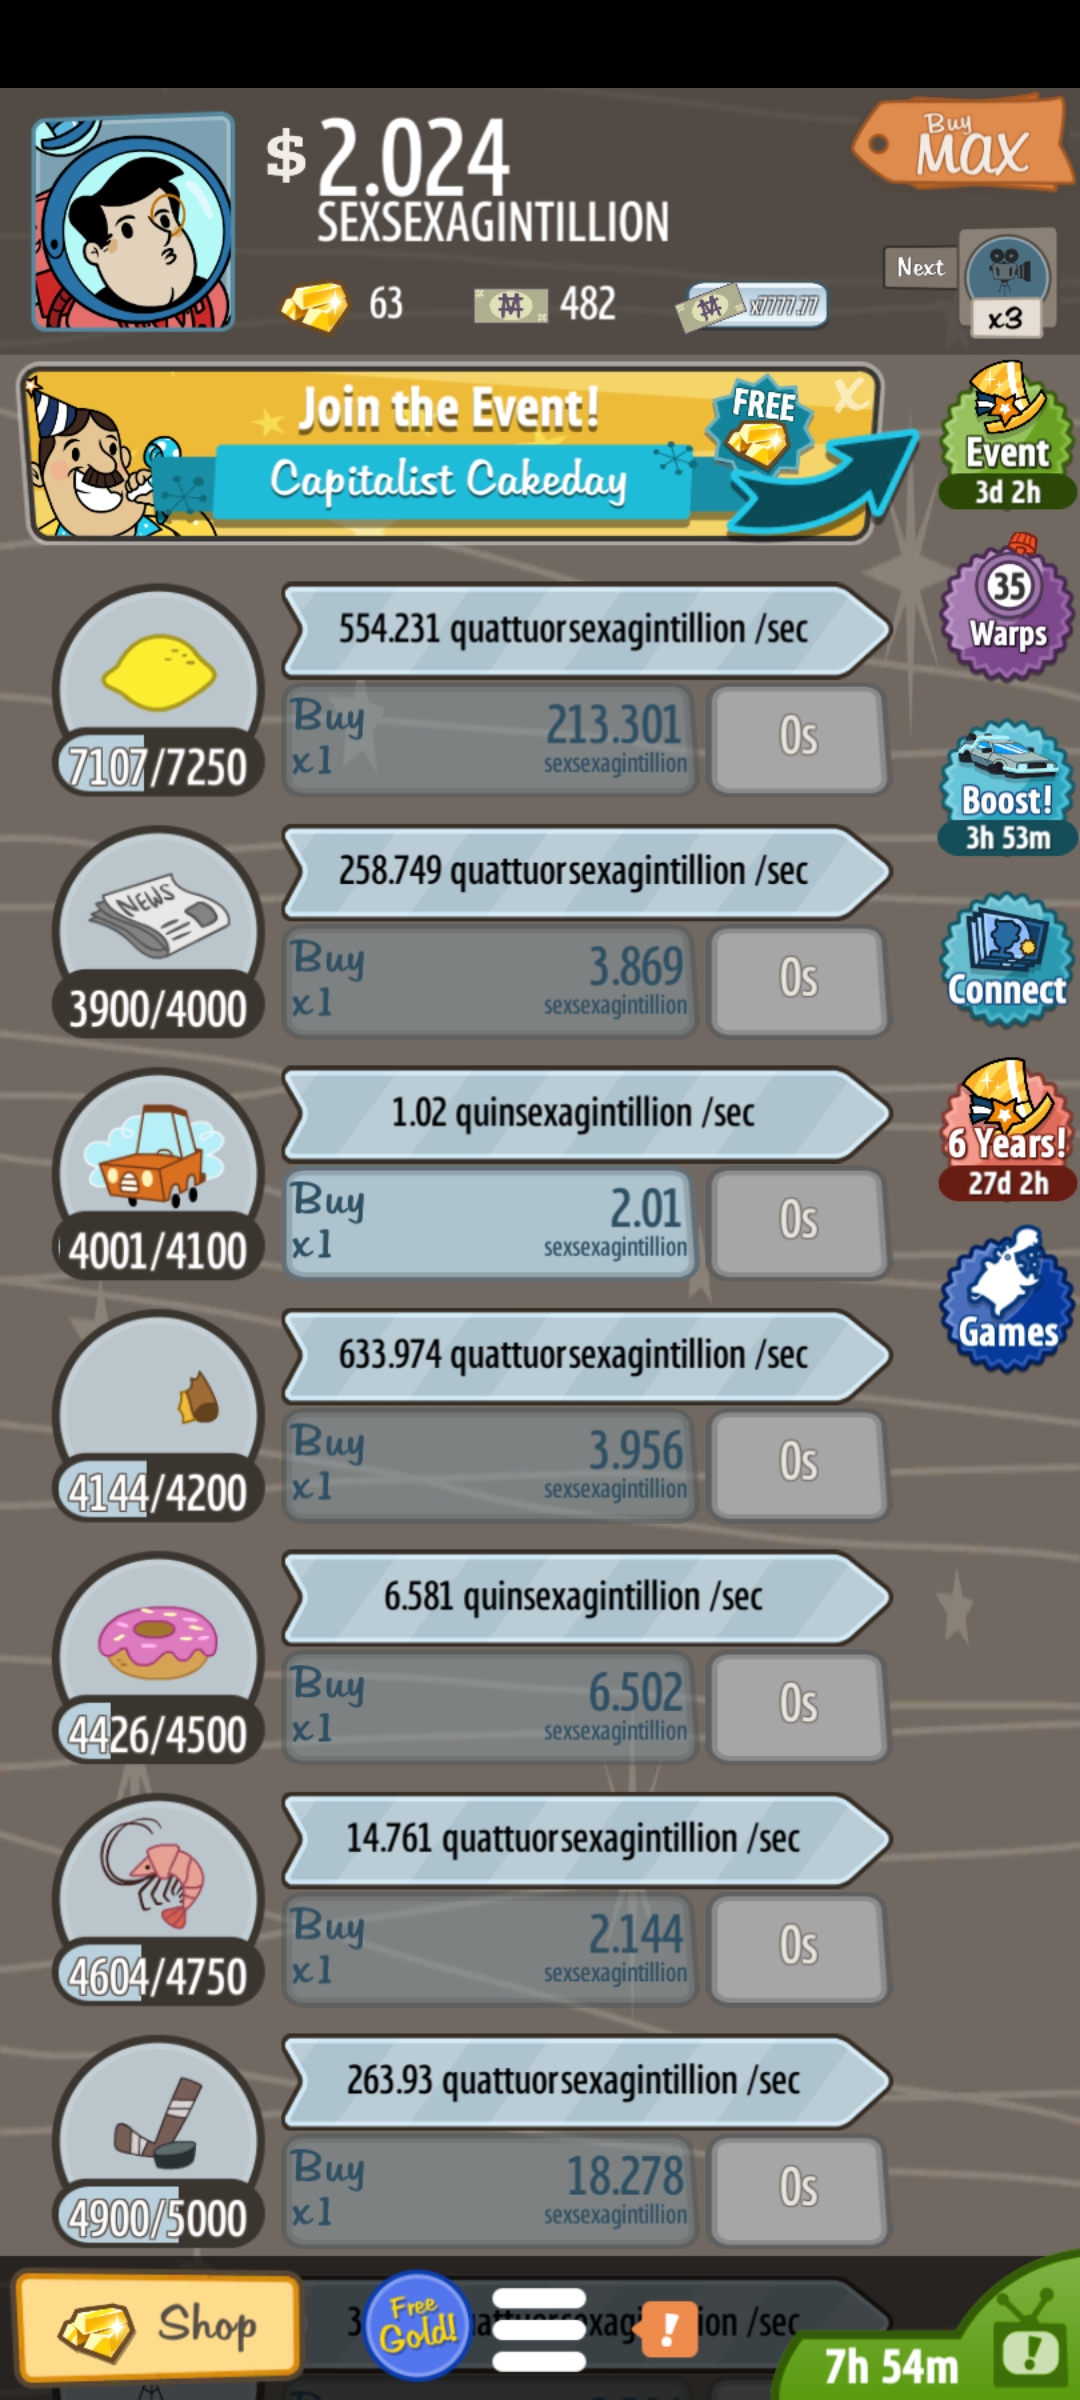 $ 2.024
SEXSEXAGINTILLION
Buy
MAX
63
482
x7777.77
Next
x3
Join the Event!
Capitalist Cakeday
FREE
X
Event
3d 2h
35
Warps
554.231 quattuorsexagintillion /sec
Buy
x1
213.301
sexsexagintillion
0s
7107/7250
Boost!
3h 53m
NEWS
258.749 quattuorsexagintillion /sec
Buy
x1
3.869
sexsexagintillion
0s
3900/4000
Connect
1.02 quinsexagintillion /sec
Buy
x1
2.01
sexsexagintillion
0s
4001/4100
6 Years!
27d 2h
Games
633.974 quattuorsexagintillion /sec
Buy
x1
3.956
sexsexagintillion
0s
4144/4200
6.581 quinsexagintillion /sec
Buy
x1
6.502
sexsexagintillion
0s
4426/4500
14.761 quattuorsexagintillion /sec
Buy
x1
2.144
sexsexagintillion
0s
4604/4750
263.93 quattuorsexagintillion /sec
Buy
x1
18.278
sexsexagintillion
0s
4900/5000
Shop
Free
Gold!
!
/sec
7h 54m
!